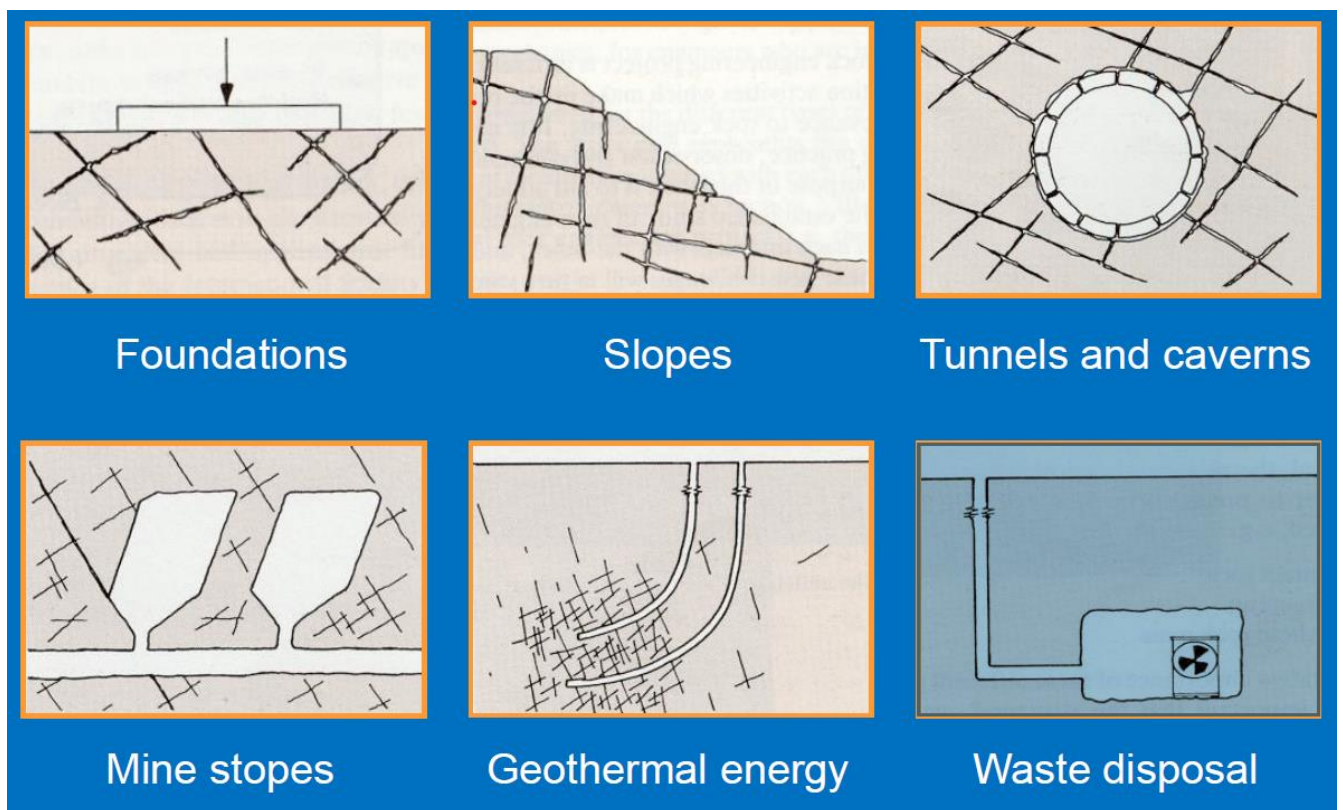 Foundations
Slopes
Tunnels and caverns
Mine stopes
Geothermal energy
Waste disposal